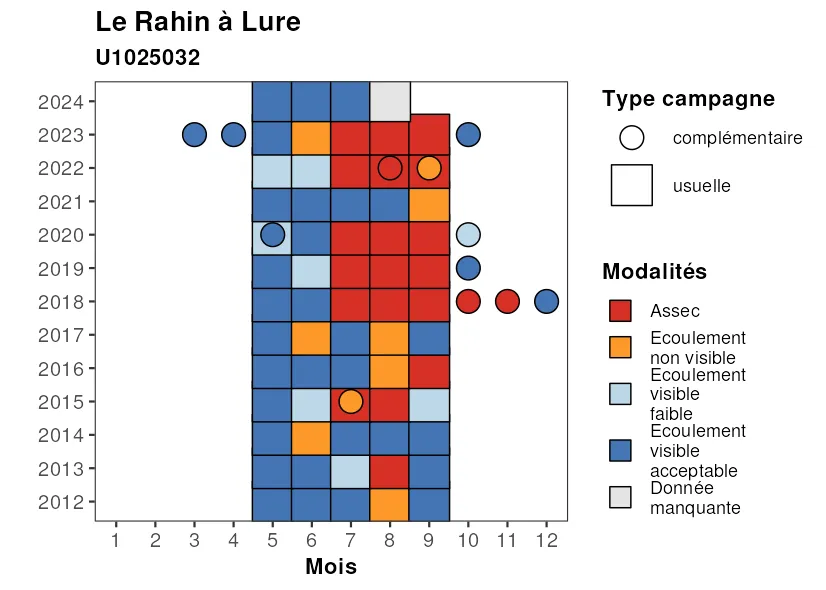 Le Rahin à Lure
U1025032
2024
2023
2022
2021
2020
2019
2018
2017
2016
2015
2014
2013
2012
1 2 3 4 5 6 7 8 9 10 11 12
Mois
Type campagne
complémentaire
usuelle
Modalités
Assec
Ecoulement
non visible
Ecoulement
visible
faible
Ecoulement
visible
acceptable
Donnée
manquante